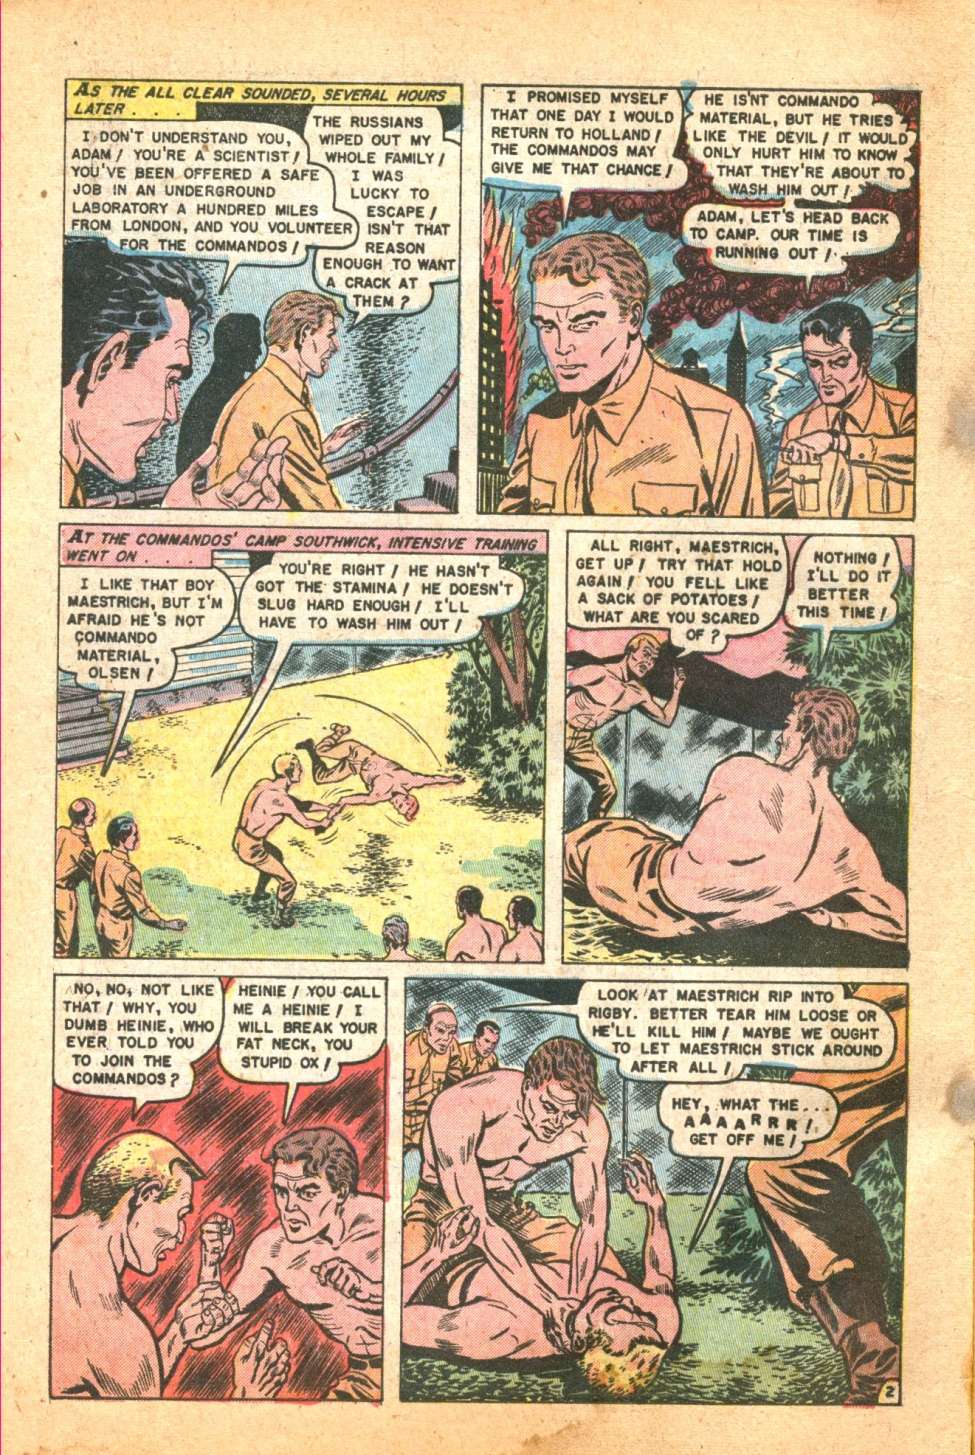 AS THE ALL CLEAR SOUNDED, SEVERAL HOURS
LATER . . . .
I DON'T UNDERSTAND YOU,
ADAM! YOU'RE A SCIENTIST!
YOU'VE BEEN OFFERED A SAFE
JOB IN AN UNDERGROUND
LABORATORY A HUNDRED MILES
FROM LONDON, AND YOU VOLUNTEER
FOR THE COMMANDOS!
THE RUSSIANS
WIPED OUT MY
WHOLE FAMILY!
I WAS
LUCKY TO
ESCAPE!
ISN'T THAT
REASON
ENOUGH TO WANT
A CRACK AT
THEM?
I PROMISED MYSELF
THAT ONE DAY I WOULD
RETURN TO HOLLAND!
THE COMMANDOS MAY
GIVE ME THAT CHANCE!
HE IS'NT COMMANDO
MATERIAL, BUT HE TRIES
LIKE THE DEVIL! IT WOULD
ONLY HURT HIM TO KNOW
THAT THEY'RE ABOUT TO
WASH HIM OUT!
ADAM, LET'S HEAD BACK
TO CAMP. OUR TIME IS
RUNNING OUT!
AT THE COMMANDOS' CAMP SOUTHWICK, INTENSIVE TRAINING
WENT ON . . . . .
I LIKE THAT BOY
MAESTRICH, BUT I'M
AFRAID HE'S NOT
COMMANDO
MATERIAL,
OLSEN!
YOU'RE RIGHT! HE HASN'T
GOT THE STAMINA! HE DOESN'T
SLUG HARD ENOUGH! I'LL
HAVE TO WASH HIM OUT!
ALL RIGHT, MAESTRICH,
GET UP! TRY THAT HOLD
AGAIN! YOU FELL LIKE
A SACK OF POTATOES!
WHAT ARE YOU SCARED
OF?
NOTHING!
I'LL DO IT
BETTER
THIS TIME!
NO, NO, NOT LIKE
THAT! WHY, YOU
DUMB HEINIE, WHO
EVER TOLD YOU
TO JOIN THE
COMMANDOS?
HEINIE! YOU CALL
ME A HEINIE! I
WILL BREAK YOUR
FAT NECK, YOU
STUPID OX!
LOOK AT MAESTRICH RIP INTO
RIGBY. BETTER TEAR HIM LOOSE OR
HE'LL KILL HIM! MAYBE WE OUGHT
TO LET MAESTRICH STICK AROUND
AFTER ALL!
HEY, WHAT THE...
AAAARRR!
GET OFF ME!
2